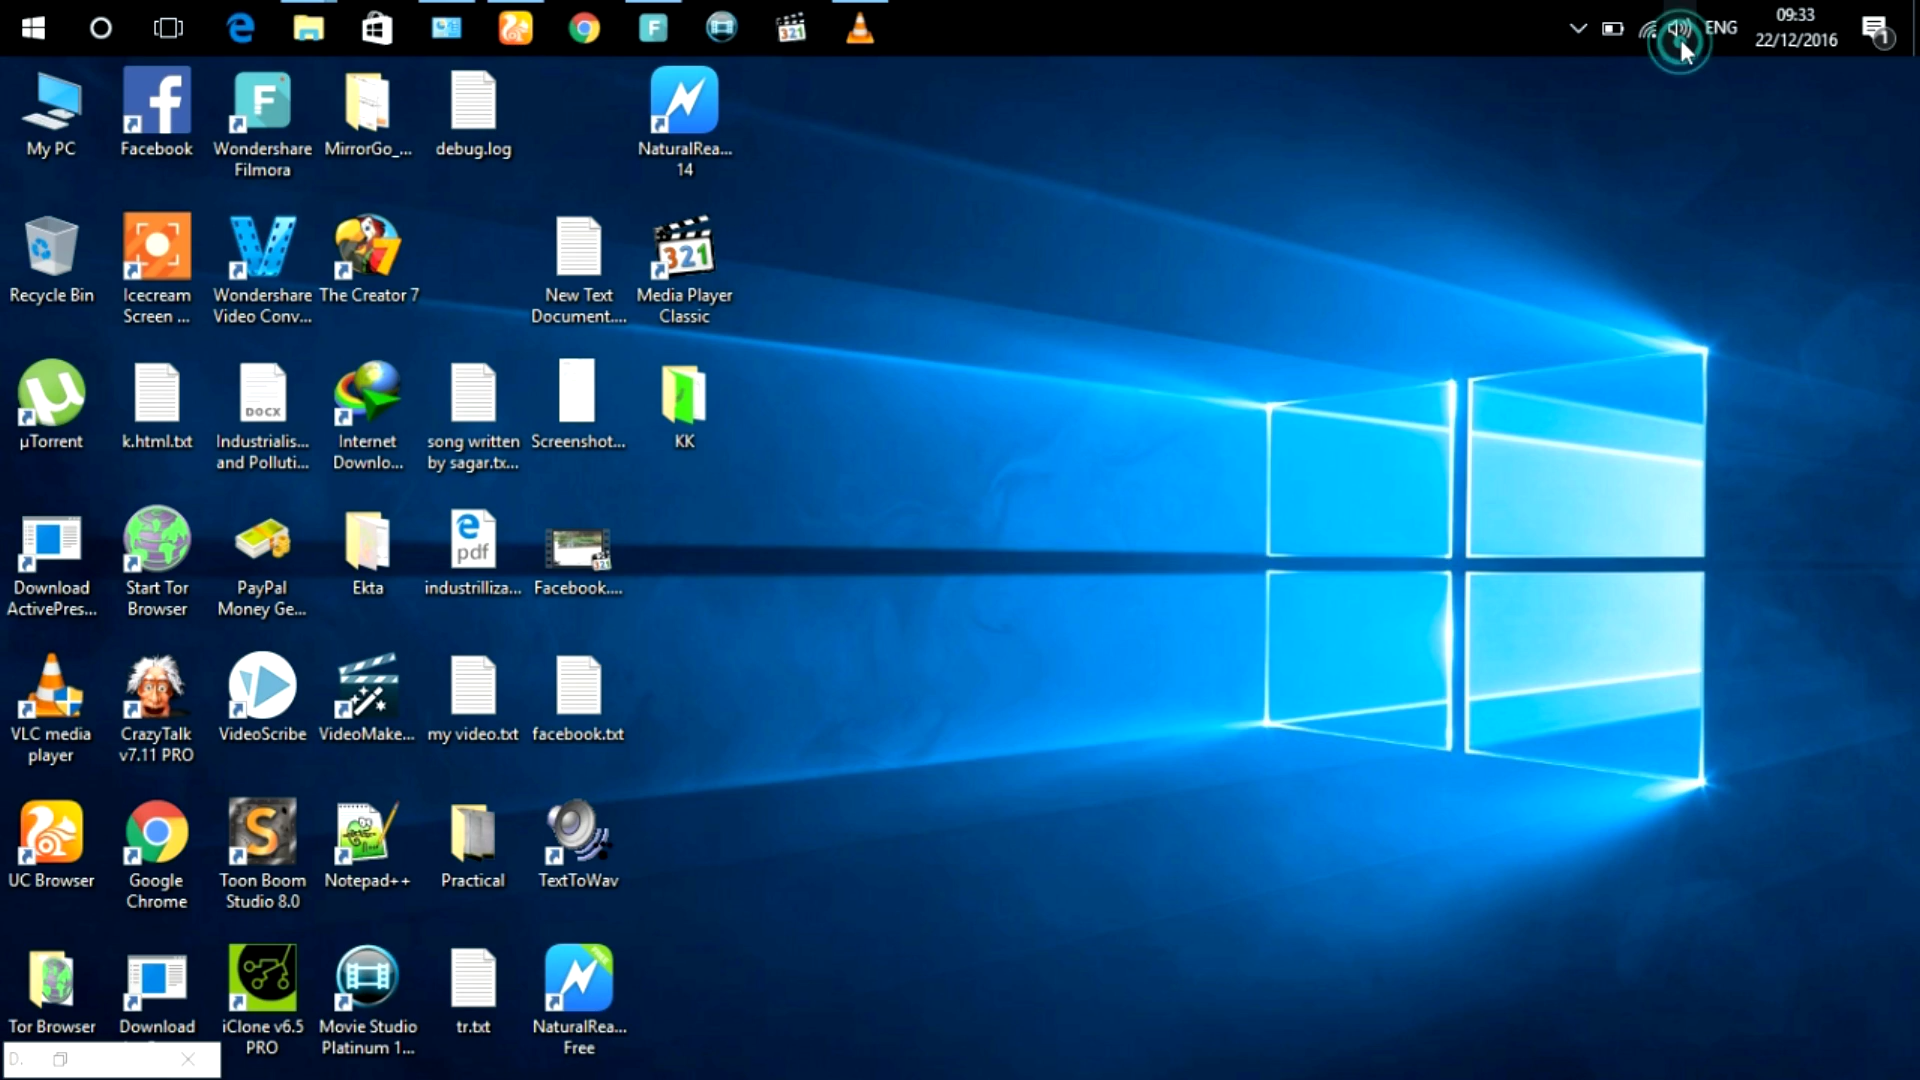 ENG
09:33
22/12/2016
1
My PC
Facebook
Wondershare
Filmora
MirrorGo_...
debug.log
NaturalRea...
14
Recycle Bin
Icecream
Screen ...
Wondershare
Video Conv...
The Creator 7
New Text
Document....
Media Player
Classic
µTorrent
k.html.txt
DOCX
Industrialis...
and Polluti...
Internet
Downlo...
song written
by sagar.tx...
Screenshot...
KK
Download
ActivePres...
Start Tor
Browser
PayPal
Money Ge...
Ekta
pdf
industrilliza...
Facebook....
VLC media
player
CrazyTalk
v7.11 PRO
VideoScribe
VideoMake...
my video.txt
facebook.txt
UC Browser
Google
Chrome
Toon Boom
Studio 8.0
Notepad++
Practical
TextToWav
Tor Browser
Download
iClone v6.5
PRO
Movie Studio
Platinum 1...
tr.txt
NaturalRea...
Free
D.